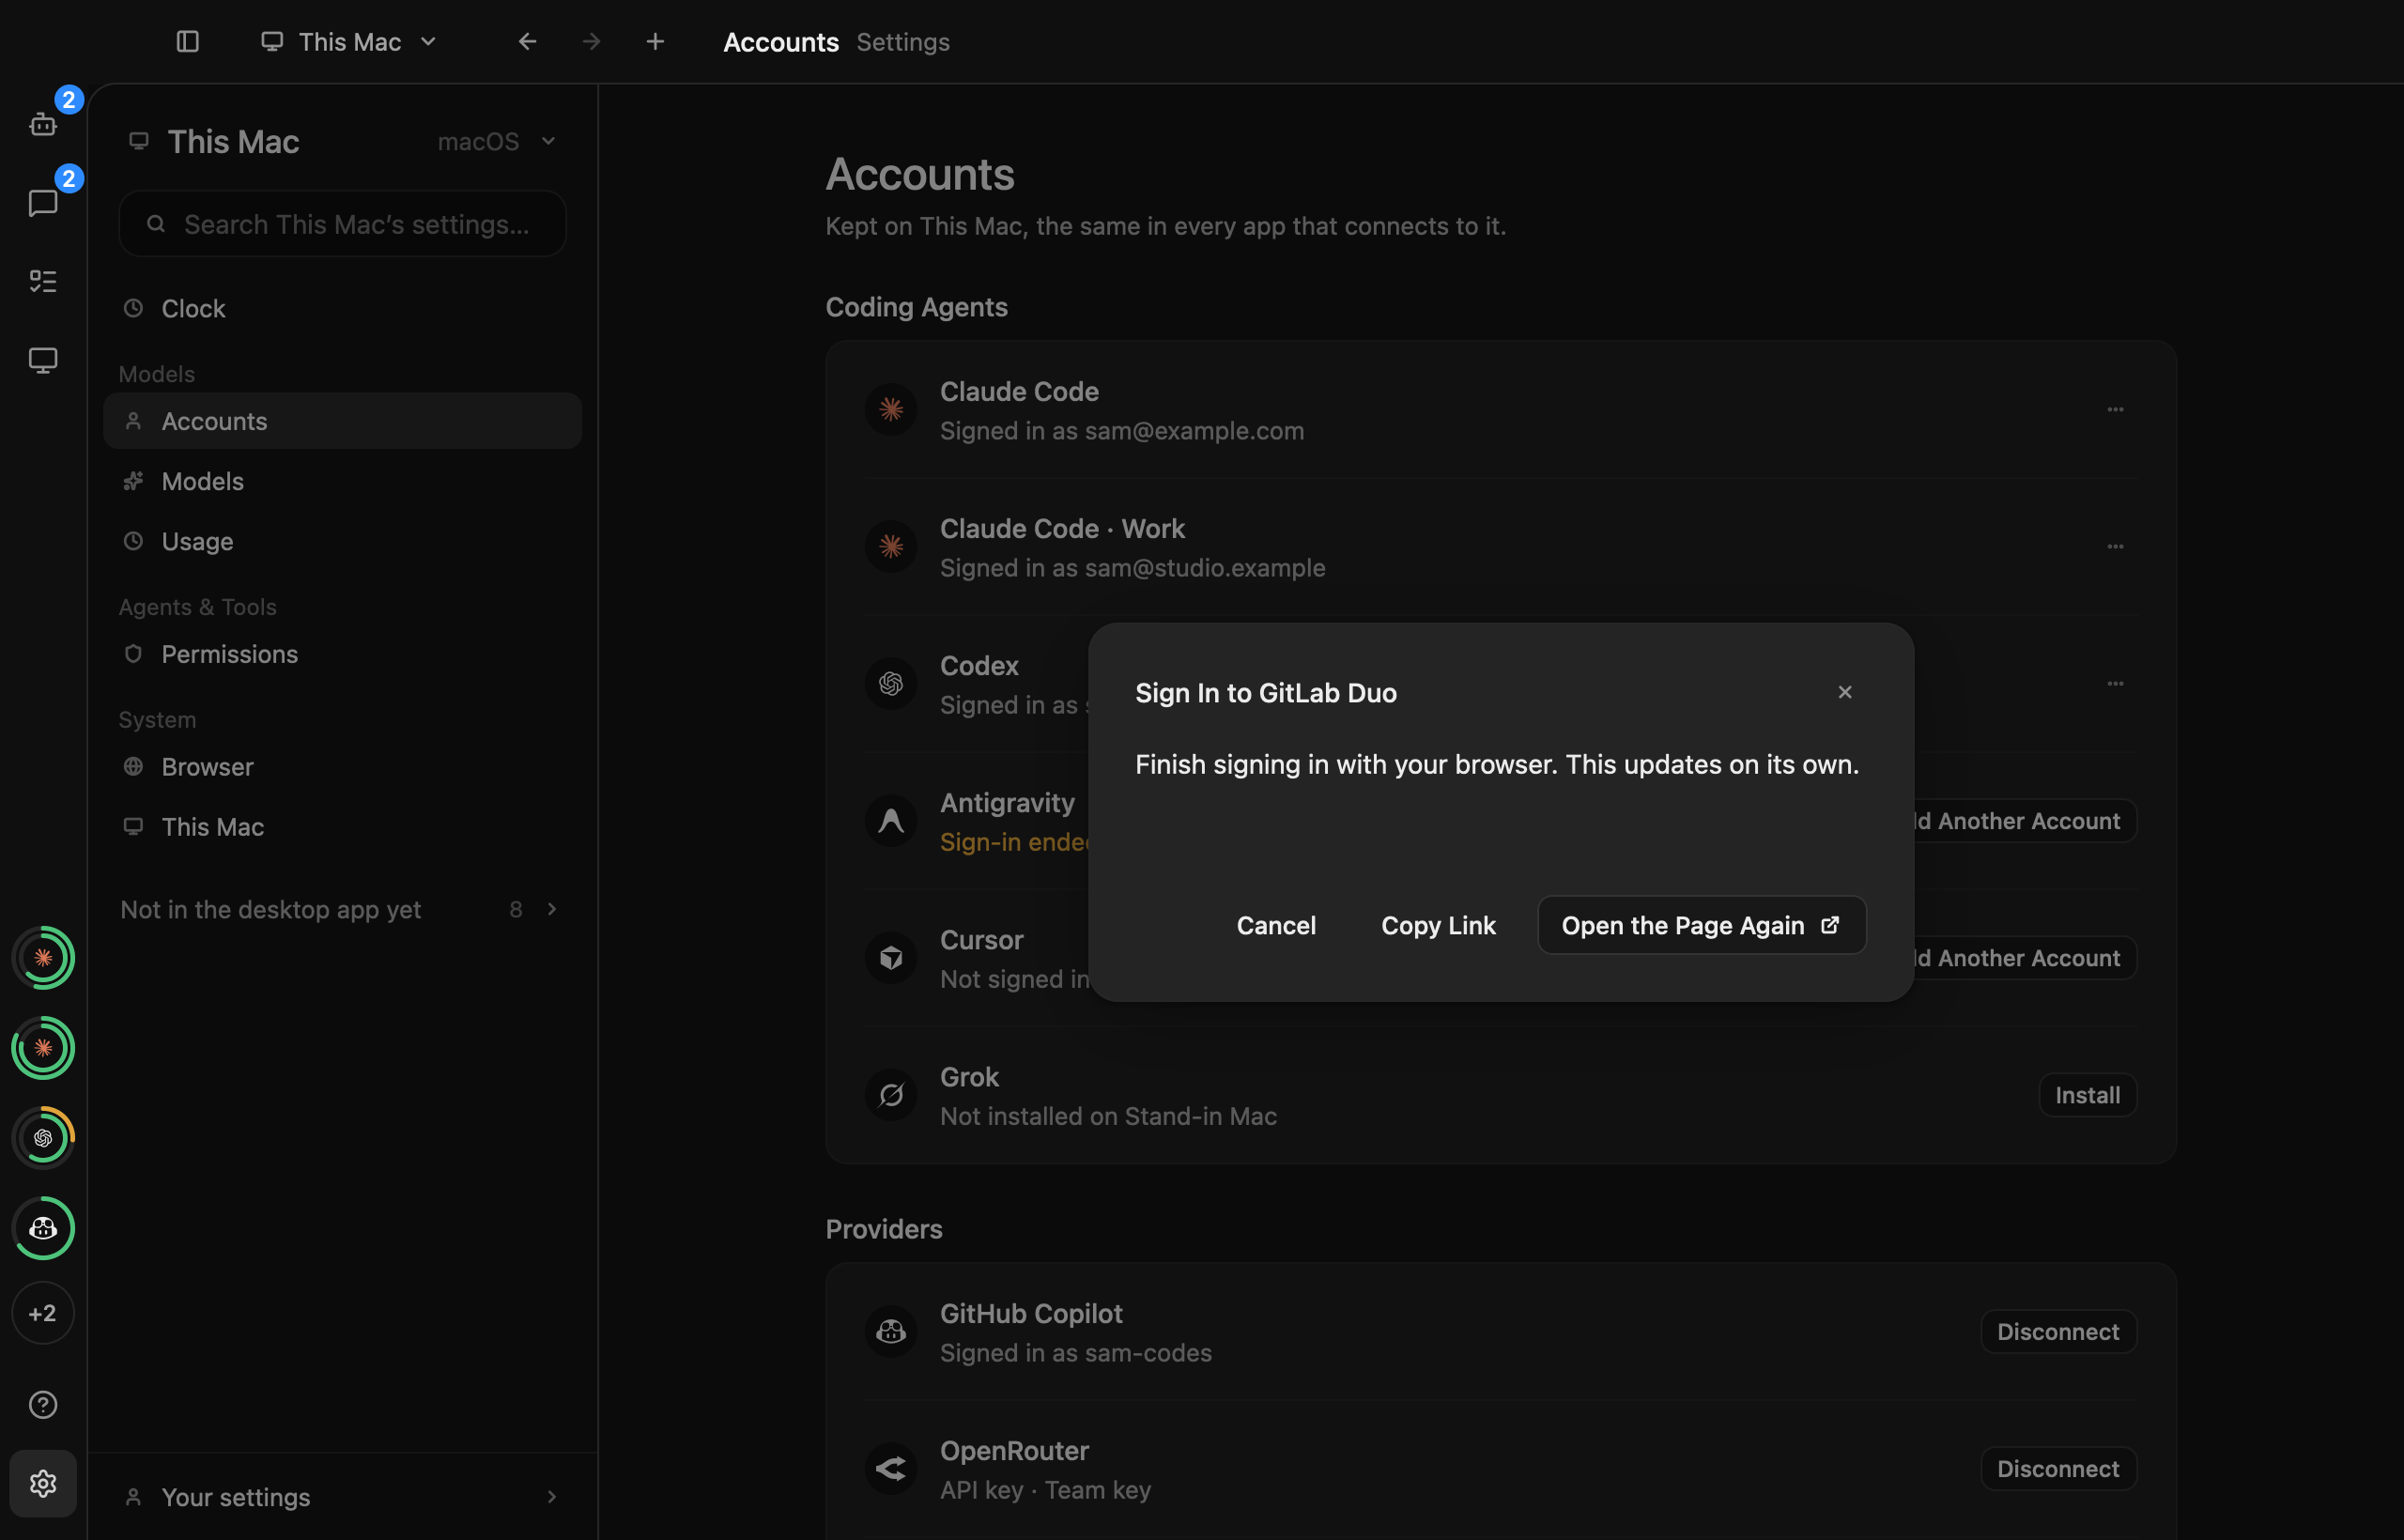 This Mac
Accounts Settings
2
2
This Mac macOS
Search This Mac’s settings...
Clock
Models
Accounts
Models
Usage
Agents & Tools
Permissions
System
Browser
This Mac
Not in the desktop app yet 8
+2
Your settings
Accounts
Kept on This Mac, the same in every app that connects to it.
Coding Agents
Claude Code
Signed in as sam@example.com
Claude Code · Work
Signed in as sam@studio.example
Codex
Signed in as
Antigravity
Sign-in ended
Another Account
Cursor
Not signed in
Another Account
Grok
Not installed on Stand-in Mac
Install
Sign In to GitLab Duo
Finish signing in with your browser. This updates on its own.
Cancel
Copy Link
Open the Page Again
Providers
GitHub Copilot
Signed in as sam-codes
Disconnect
OpenRouter
API key · Team key
Disconnect